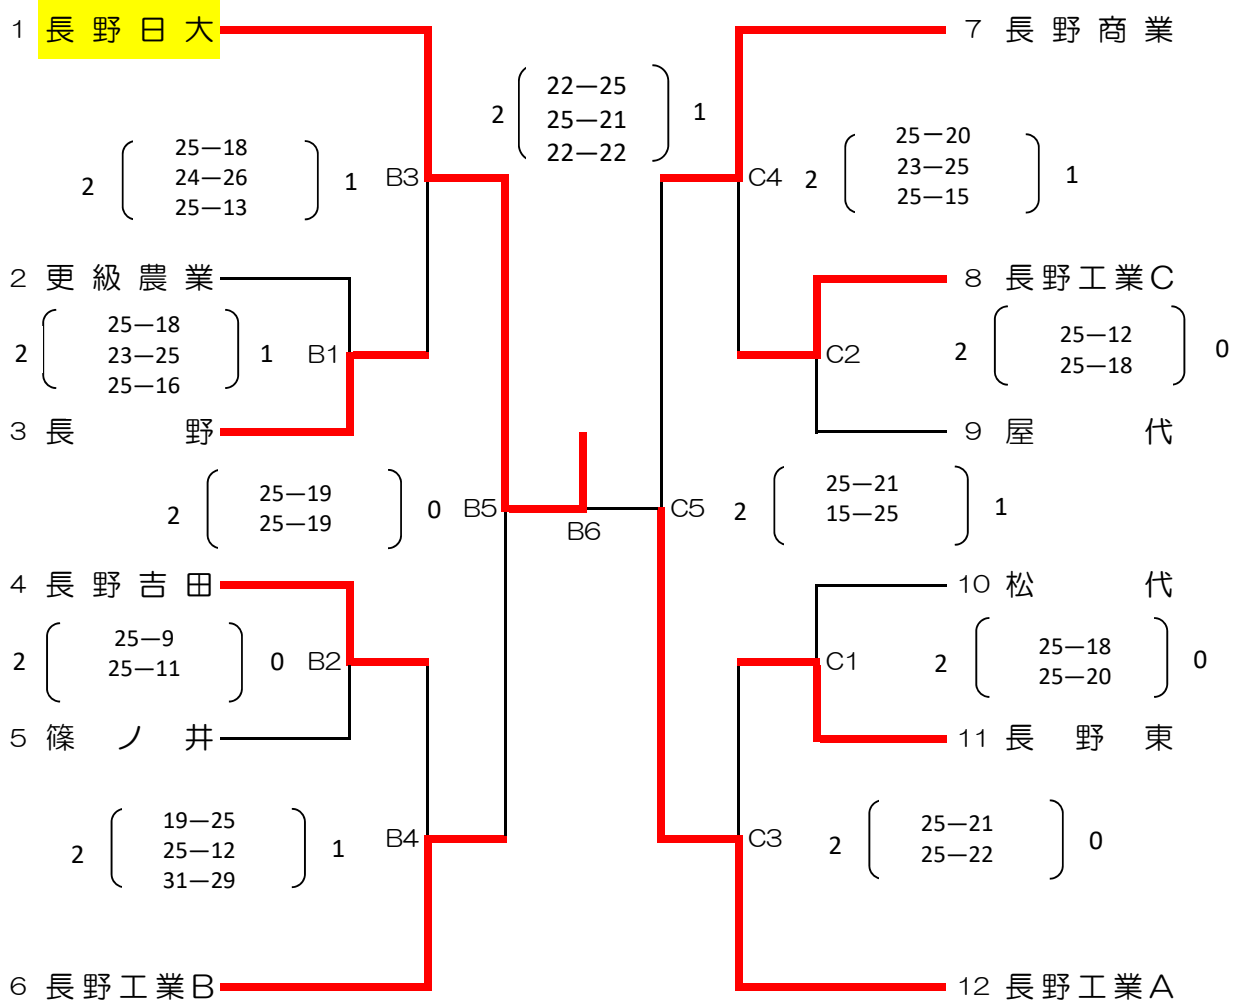 1 長野日大
7 長野商業
2 22—25 1
25—21
22—22
2 25—18 1 B3
24—26
25—13
C4 2 25—20 1
23—25
25—15
2 更級農業
8 長野工業C
2 25—18 1 B1
23—25
25—16
C2 2 25—12 0
25—18
3 長野
9 屋代
2 25—19 0 B5
25—19
B6
C5 2 25—21 1
15—25
4 長野吉田
10 松代
2 25—9 0 B2
25—11
C1 2 25—18 0
25—20
5 篠ノ井
11 長野東
2 19—25 1 B4
25—12
31—29
C3 2 25—21 0
25—22
6 長野工業B
12 長野工業A